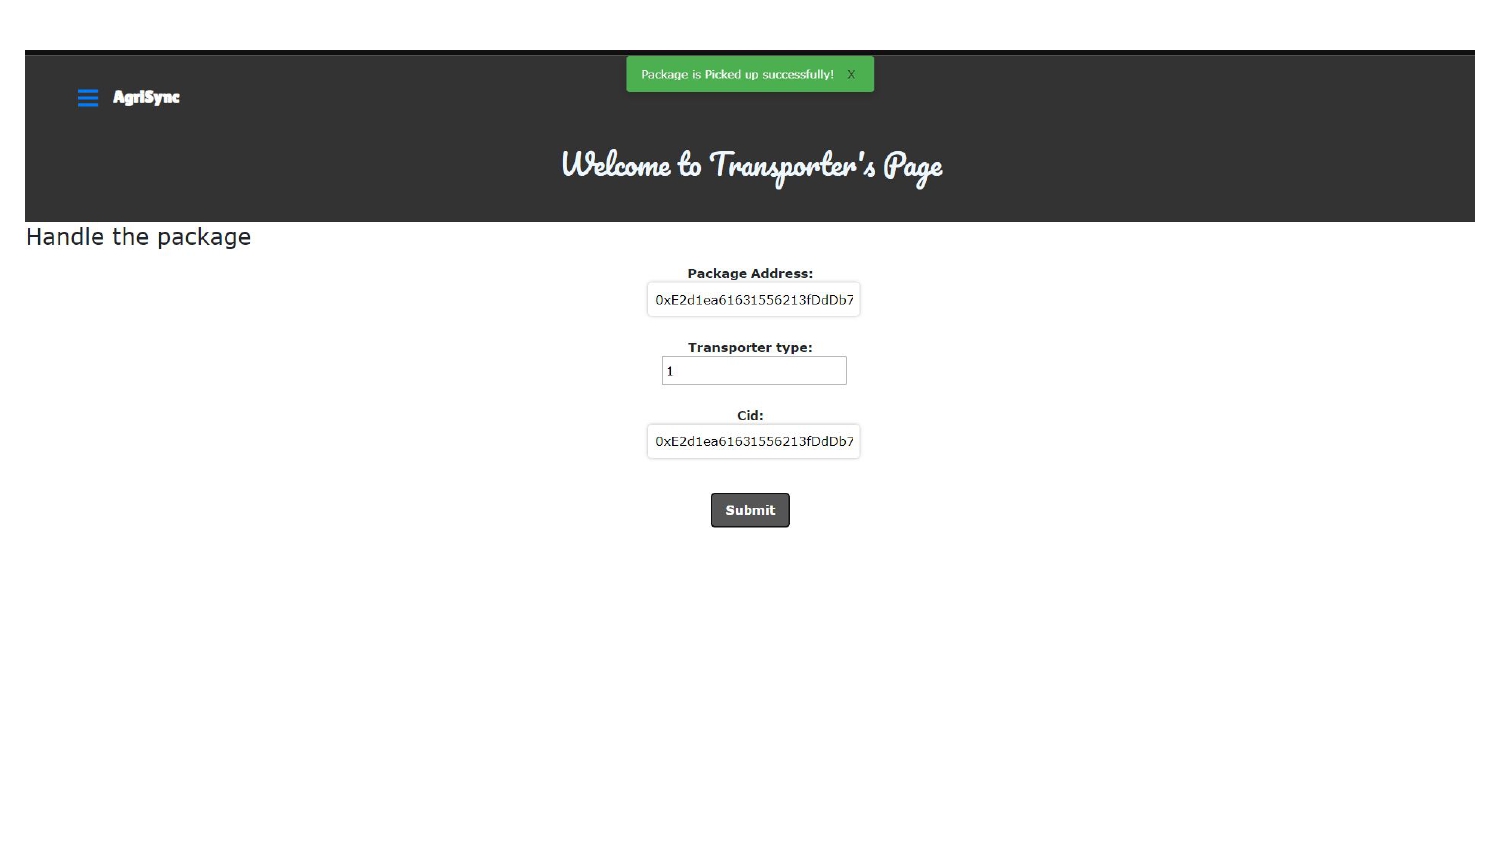 Package is Picked up successfully! X
AgriSync
Welcome to Transporter's Page
Handle the package
Package Address:
0xE2d1ea61631556213fDdDb7
Transporter type:
1
Cid:
0xE2d1ea61631556213fDdDb7
Submit